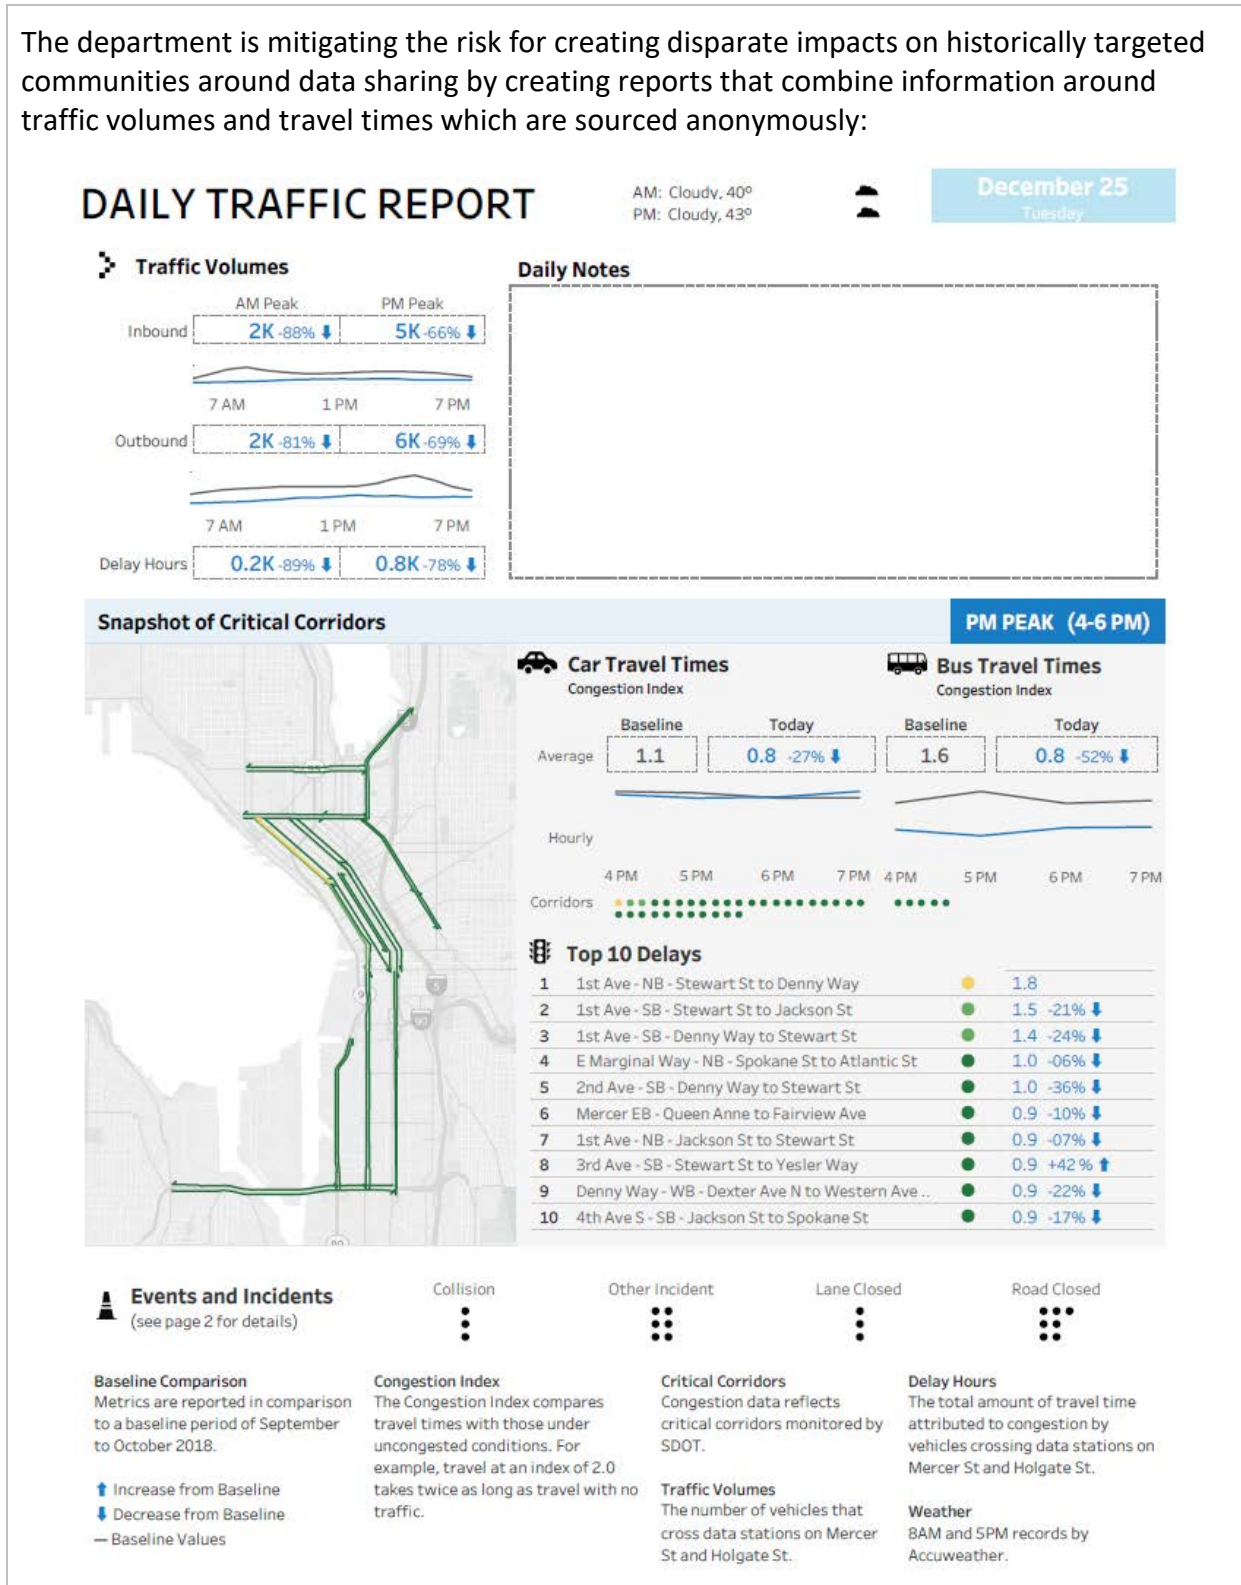 The department is mitigating the risk for creating disparate impacts on historically targeted
communities around data sharing by creating reports that combine information around
traffic volumes and travel times which are sourced anonymously:
DAILY TRAFFIC REPORT
AM: Cloudy, 40º
PM: Cloudy, 43º
December 25
Tuesday
Traffic Volumes
AM Peak PM Peak
Inbound 2K -88% 5K -66%
7 AM 1 PM 7 PM
Outbound 2K -81% 6K -69%
7 AM 1 PM 7 PM
Delay Hours 0.2K -89% 0.8K -78%
Daily Notes
Snapshot of Critical Corridors
PM PEAK (4-6 PM)
5
99
5
90
99
Car Travel Times
Congestion Index
Baseline Today
Average 1.1 0.8 -27%
Bus Travel Times
Congestion Index
Baseline Today
1.6 0.8 -52%
Hourly
4 PM 5 PM 6 PM 7 PM 4 PM 5 PM 6 PM 7 PM
Corridors
Top 10 Delays
1 1st Ave - NB - Stewart St to Denny Way 1.8
2 1st Ave - SB - Stewart St to Jackson St 1.5 -21%
3 1st Ave - SB - Denny Way to Stewart St 1.4 -24%
4 E Marginal Way - NB - Spokane St to Atlantic St 1.0 -06%
5 2nd Ave - SB - Denny Way to Stewart St 1.0 -36%
6 Mercer EB - Queen Anne to Fairview Ave 0.9 -10%
7 1st Ave - NB - Jackson St to Stewart St 0.9 -07%
8 3rd Ave - SB - Stewart St to Yesler Way 0.9 +42%
9 Denny Way - WB - Dexter Ave N to Western Ave .. 0.9 -22%
10 4th Ave S - SB - Jackson St to Spokane St 0.9 -17%
Events and Incidents
(see page 2 for details)
Collision
Other Incident
Lane Closed
Road Closed
Baseline Comparison
Metrics are reported in comparison
to a baseline period of September
to October 2018.
Increase from Baseline
Decrease from Baseline
— Baseline Values
Congestion Index
The Congestion Index compares
travel times with those under
uncongested conditions. For
example, travel at an index of 2.0
takes twice as long as travel with no
traffic.
Critical Corridors
Congestion data reflects
critical corridors monitored by
SDOT.
Traffic Volumes
The number of vehicles that
cross data stations on Mercer
St and Holgate St.
Delay Hours
The total amount of travel time
attributed to congestion by
vehicles crossing data stations on
Mercer St and Holgate St.
Weather
8AM and 5PM records by
Accuweather.